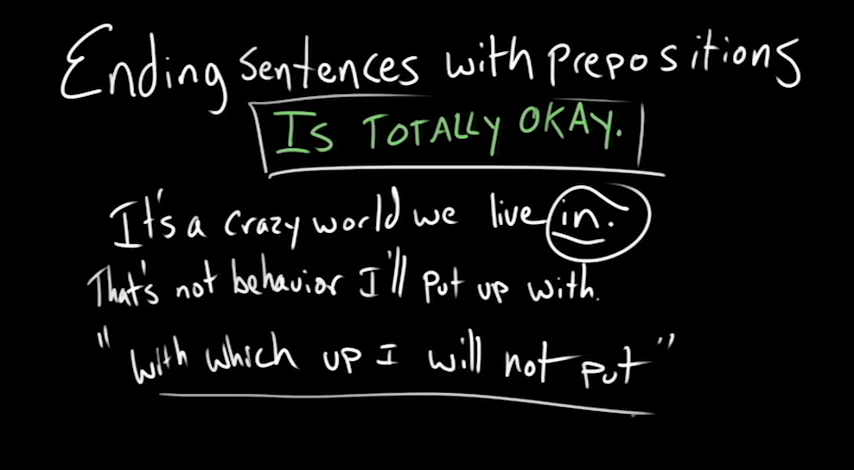 Ending sentences with prepositions
Is TOTALLY OKAY.
It's a crazy world we live in.
That's not behavior I'll put up with.
"with which up I will not put"